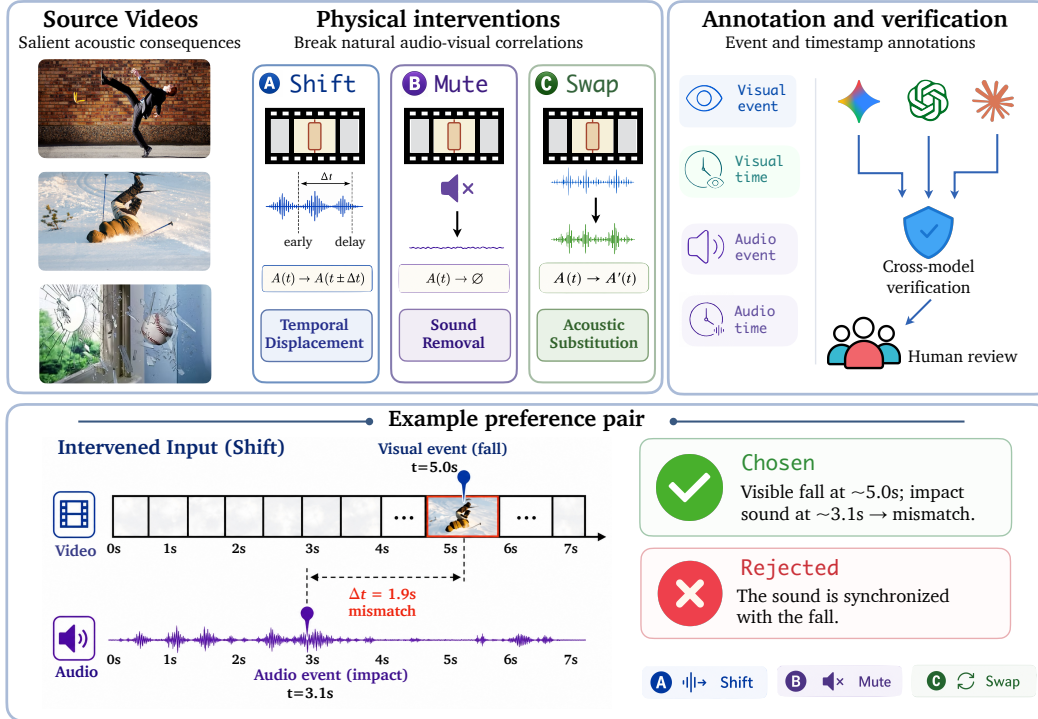 Source Videos
Salient acoustic consequences
Physical interventions
Break natural audio-visual correlations
A Shift
Δt
early delay
A(t) → A(t ± Δt)
Temporal
Displacement
B Mute
A(t) → ∅
Sound
Removal
C Swap
A(t) → A′(t)
Acoustic
Substitution
Annotation and verification
Event and timestamp annotations
Visual
event
Visual
time
Audio
event
Audio
time
Cross-model
verification
Human review
Example preference pair
Intervened Input (Shift)
Visual event (fall)
t=5.0s
Video
... ...
0s 1s 2s 3s 4s 5s 6s 7s
Δt = 1.9s
mismatch
Audio
0s 1s 2s 3s 4s 5s 6s 7s
Audio event (impact)
t=3.1s
Chosen
Visible fall at ~5.0s; impact
sound at ~3.1s → mismatch.
Rejected
The sound is synchronized
with the fall.
A Shift
B Mute
C Swap